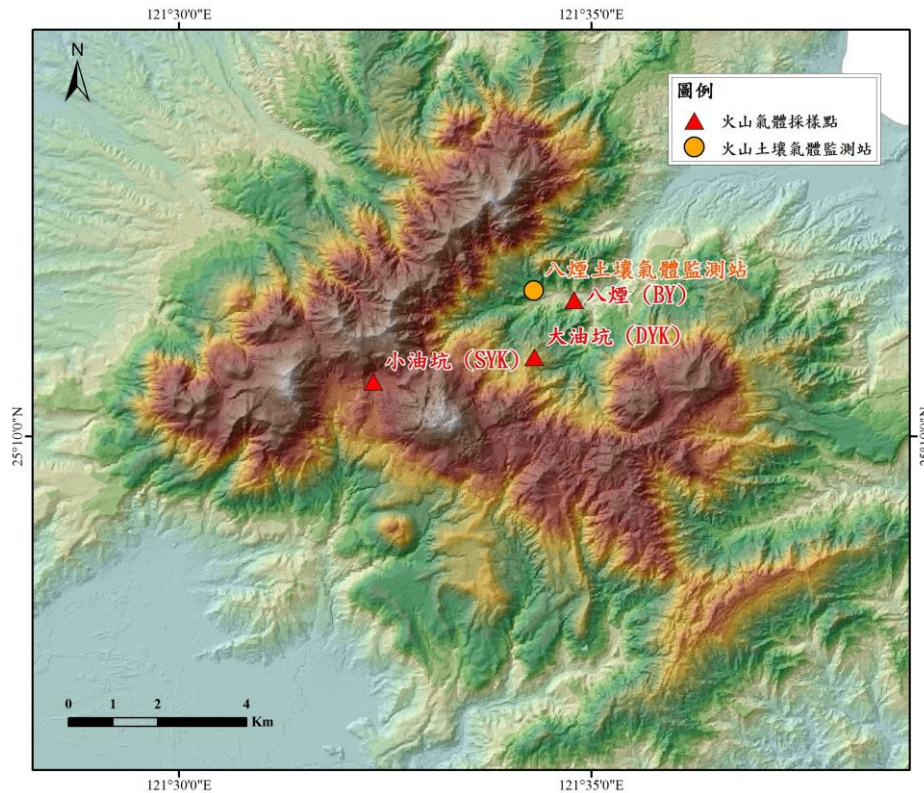 121°30'0"E
121°35'0"E
N
圖例
火山氣體採樣點
火山土壤氣體監測站
八煙土壤氣體監測站
八煙 (BY)
大油坑 (DYK)
小油坑 (SYK)
25°10'0"N
0 1 2 4
Km
121°30'0"E
121°35'0"E